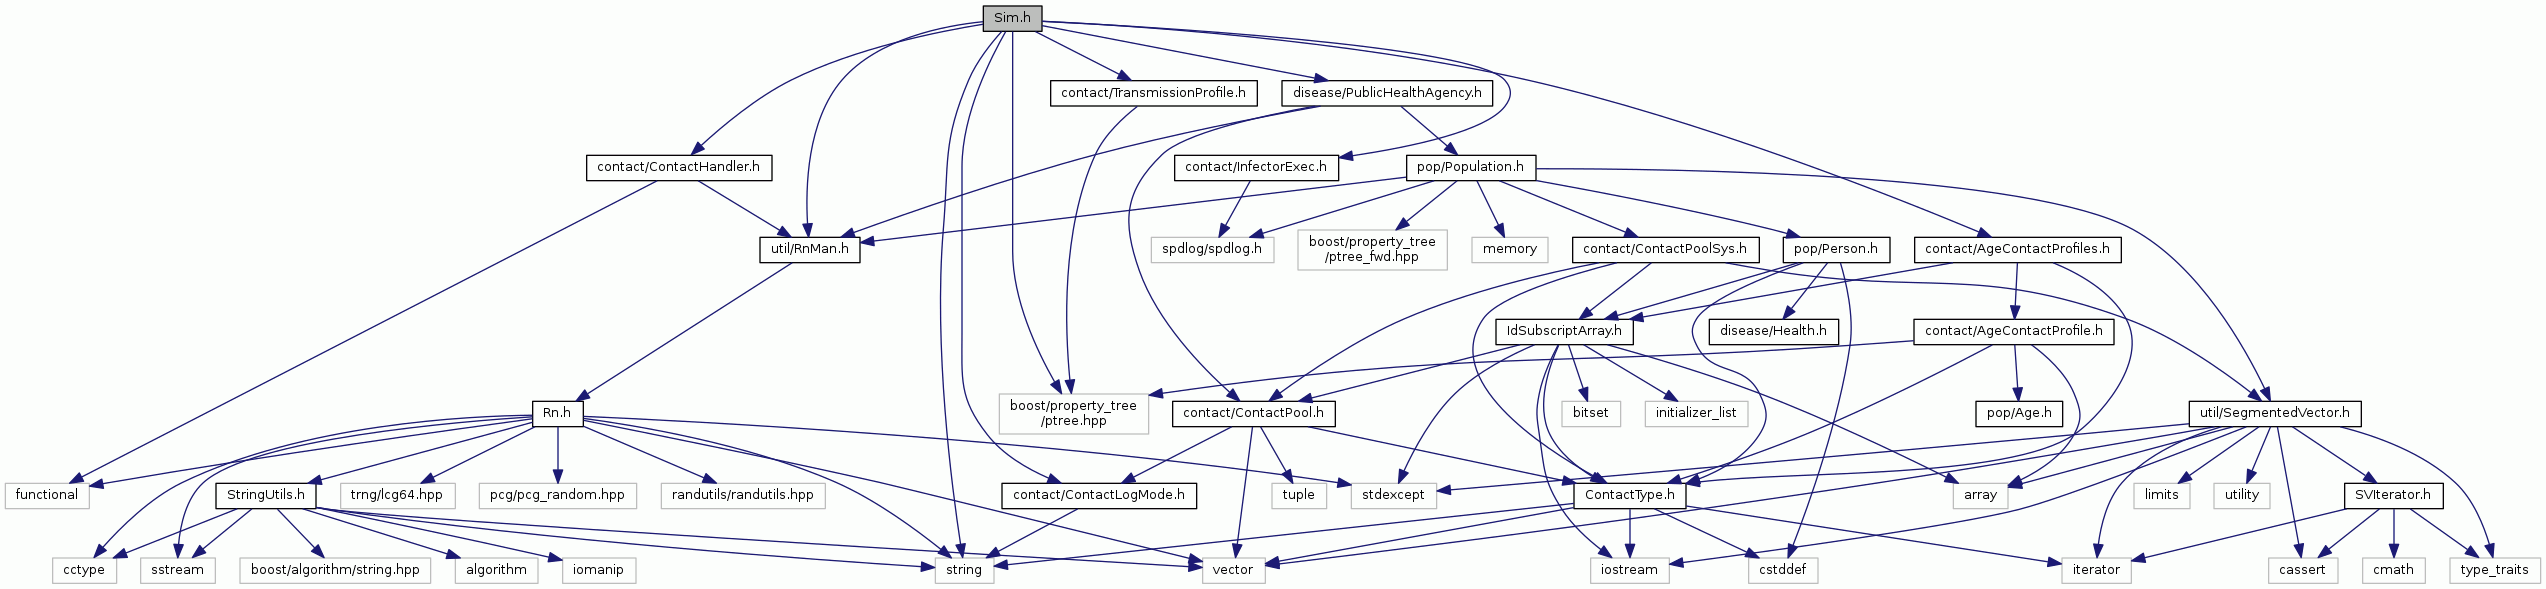 Sim.h
contact/TransmissionProfile.h
disease/PublicHealthAgency.h
contact/ContactHandler.h
contact/InfectorExec.h
pop/Population.h
util/RnMan.h
spdlog/spdlog.h
boost/property_tree
/ptree_fwd.hpp
memory
contact/ContactPoolSys.h
pop/Person.h
contact/AgeContactProfiles.h
IdSubscriptArray.h
disease/Health.h
contact/AgeContactProfile.h
Rn.h
boost/property_tree
/ptree.hpp
contact/ContactPool.h
bitset
initializer_list
pop/Age.h
util/SegmentedVector.h
functional
StringUtils.h
trng/lcg64.hpp
pcg/pcg_random.hpp
randutils/randutils.hpp
contact/ContactLogMode.h
tuple
stdexcept
ContactType.h
array
limits
utility
SVIterator.h
cctype
sstream
boost/algorithm/string.hpp
algorithm
iomanip
string
vector
iostream
cstddef
iterator
cassert
cmath
type_traits